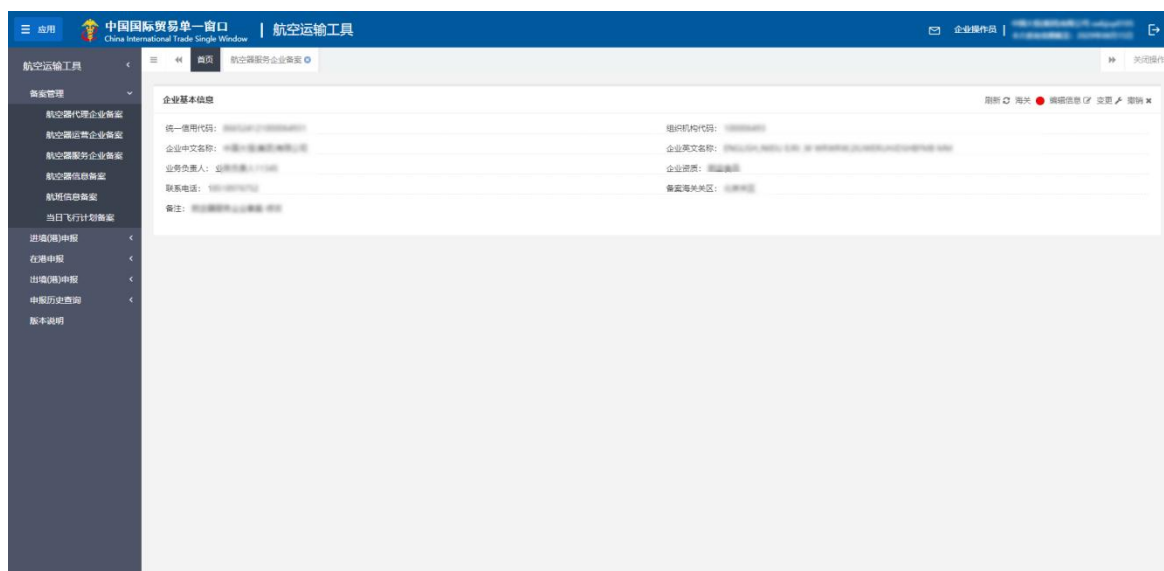 应用
中国国际贸易单一窗口 | 航空运输工具
China International Trade Single Window
企业操作员 |
航空运输工具
首页 航空器服务企业备案
关闭操作
备案管理
航空器代理企业备案
航空器运营企业备案
航空器服务企业备案
航空器信息备案
航班信息备案
当日飞行计划备案
进境(港)申报
在港申报
出境(港)申报
申报历史查询
版本说明
企业基本信息
刷新 海关 编辑信息 变更 撤销
统一信用代码: 组织机构代码:
企业中文名称: 企业英文名称:
业务负责人: 企业资质:
联系电话: 备案海关关区:
备注: